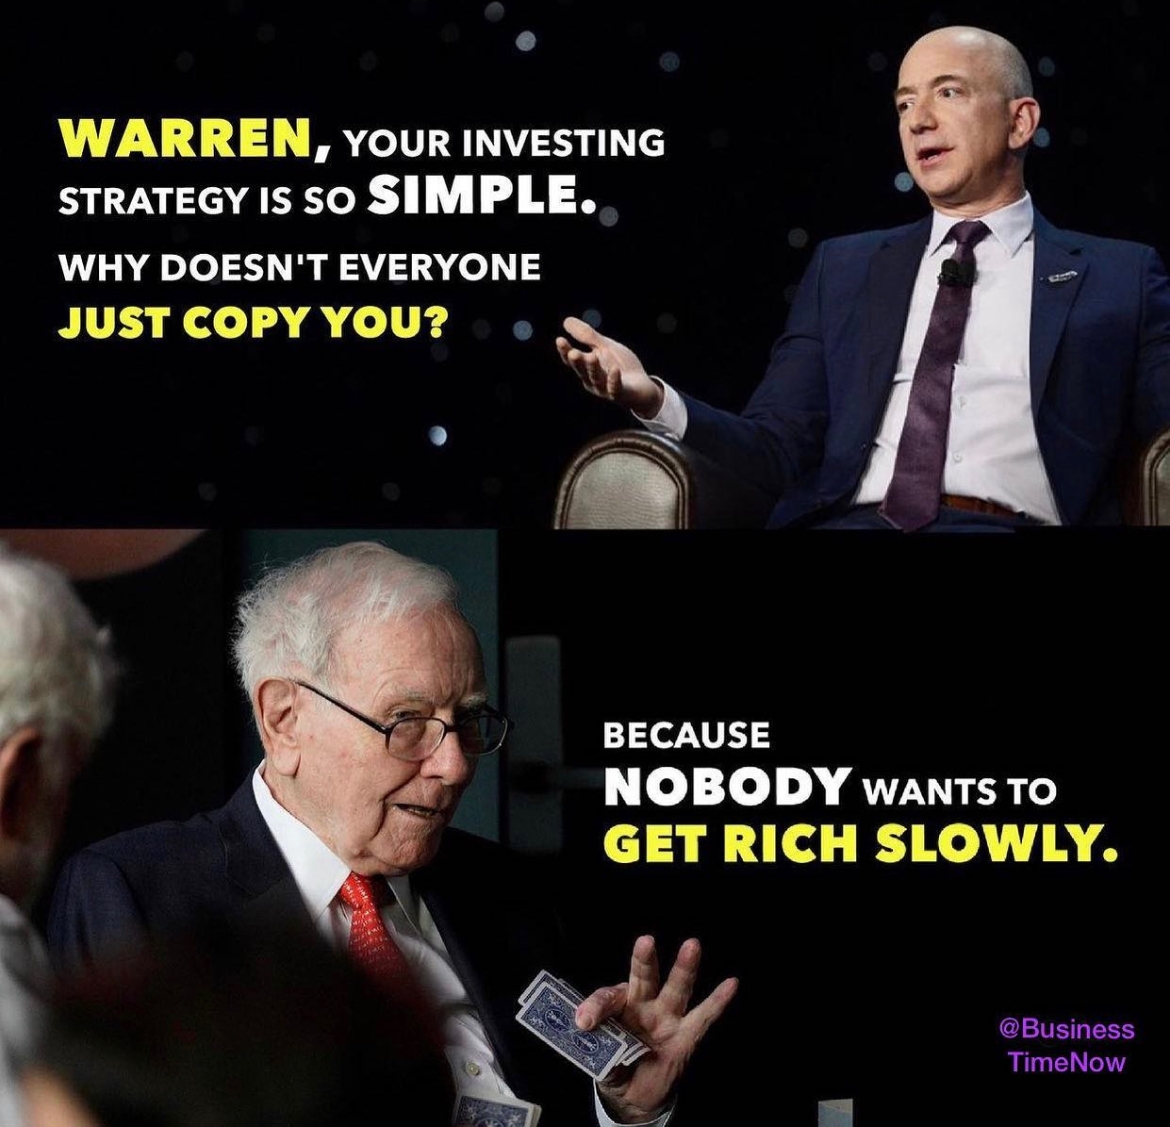 WARREN, YOUR INVESTING
STRATEGY IS SO SIMPLE.
WHY DOESN'T EVERYONE
JUST COPY YOU?
BECAUSE
NOBODY WANTS TO
GET RICH SLOWLY.
@Business
TimeNow